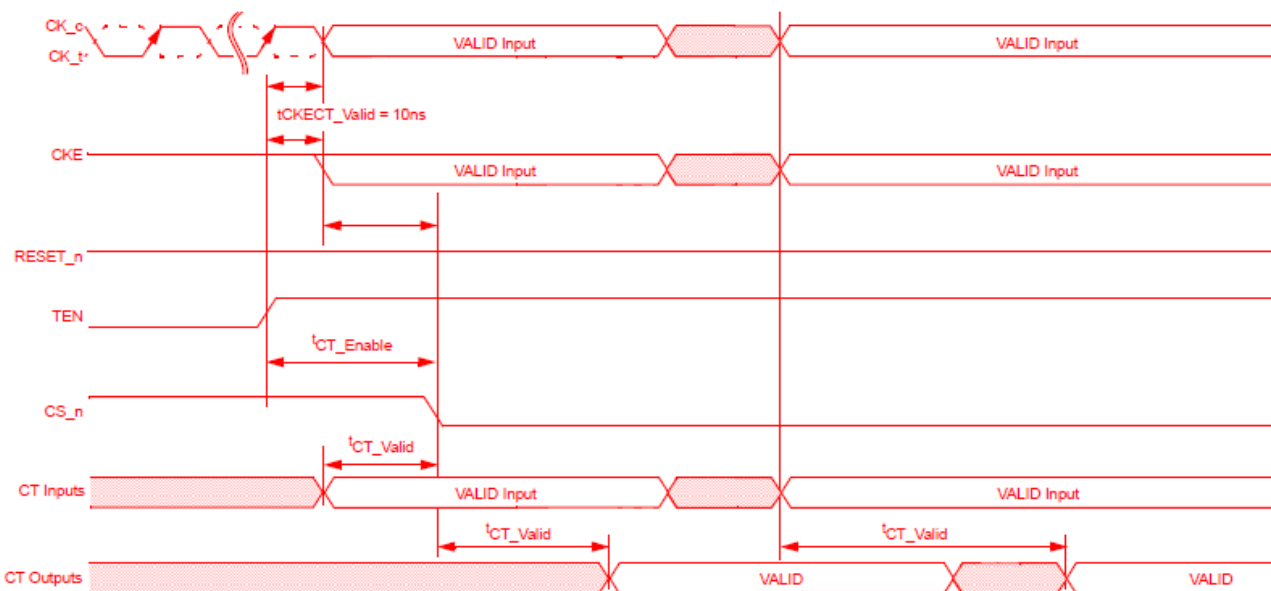 CK_c
CK_t
VALID Input
VALID Input
tCKECT_Valid = 10ns
CKE
VALID Input
VALID Input
RESET_n
TEN
tCT_Enable
CS_n
tCT_Valid
CT Inputs
VALID Input
VALID Input
tCT_Valid
tCT_Valid
CT Outputs
VALID
VALID